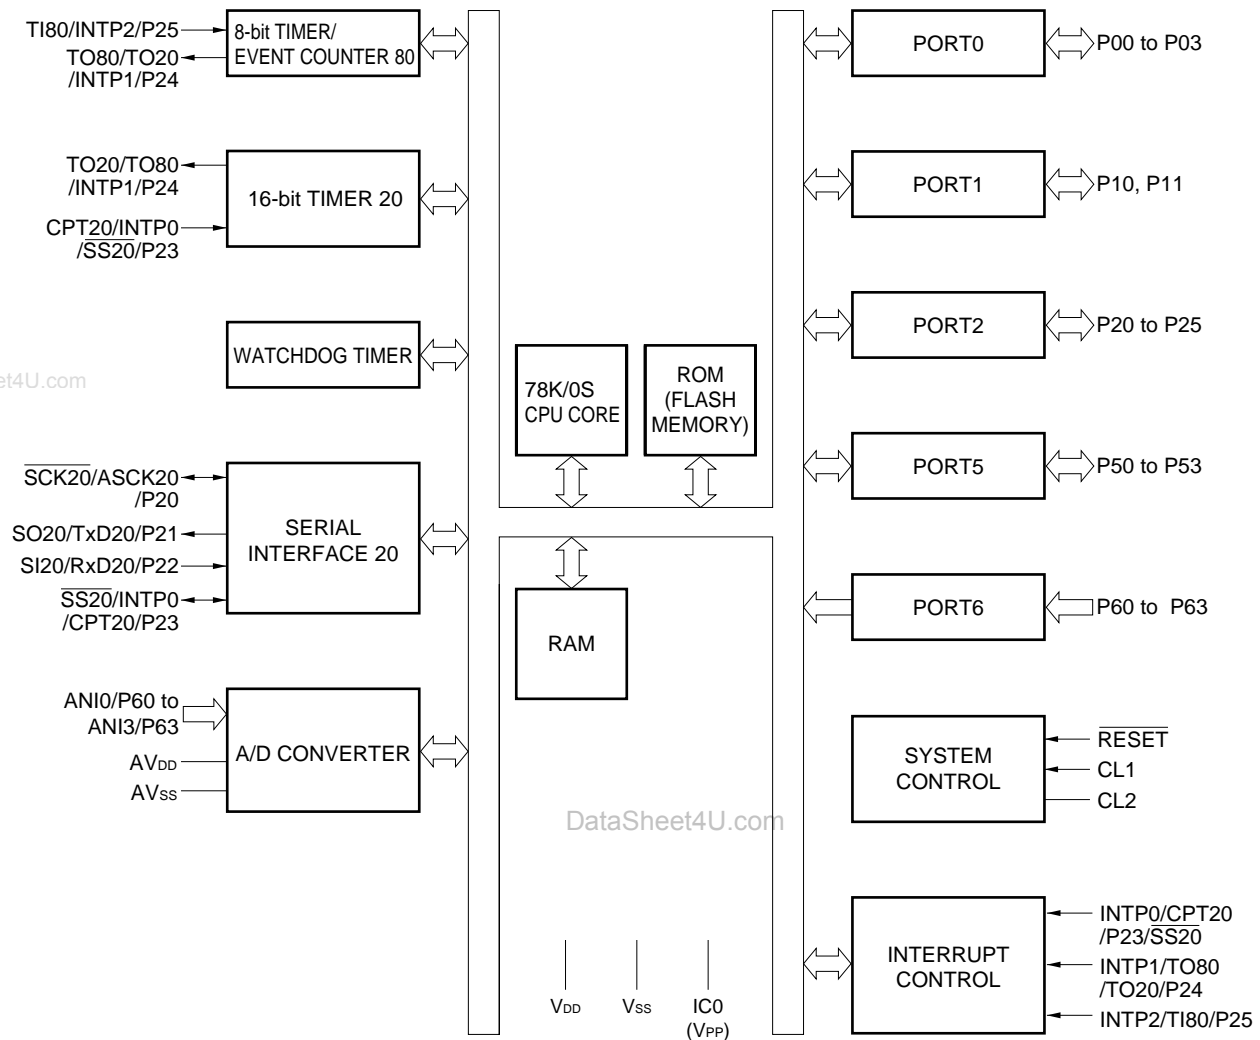 TI80/INTP2/P25
TO80/TO20
/INTP1/P24
8-bit TIMER/
EVENT COUNTER 80
TO20/TO80
/INTP1/P24
CPT20/INTP0
/SS20/P23
16-bit TIMER 20
WATCHDOG TIMER
et4U.com
SCK20/ASCK20
/P20
SO20/TxD20/P21
SI20/RxD20/P22
SS20/INTP0
/CPT20/P23
SERIAL
INTERFACE 20
ANI0/P60 to
ANI3/P63
AVDD
AVSS
A/D CONVERTER
78K/0S
CPU CORE
ROM
(FLASH
MEMORY)
RAM
DataSheet4U.com
VDD
VSS
IC0
(VPP)
PORT0
P00 to P03
PORT1
P10, P11
PORT2
P20 to P25
PORT5
P50 to P53
PORT6
P60 to P63
SYSTEM
CONTROL
RESET
CL1
CL2
INTERRUPT
CONTROL
INTP0/CPT20
/P23/SS20
INTP1/TO80
/TO20/P24
INTP2/TI80/P25